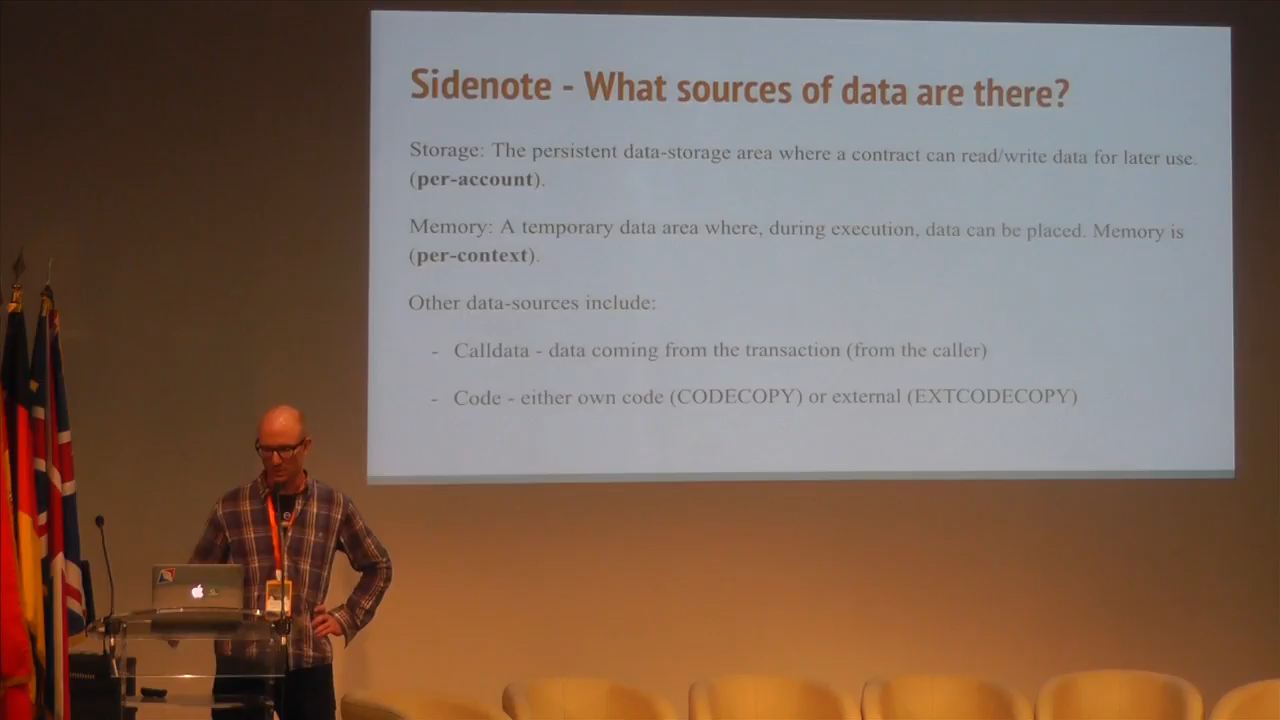 Sidenote - What sources of data are there?
Storage: The persistent data-storage area where a contract can read/write data for later use.
(per-account).
Memory: A temporary data area where, during execution, data can be placed. Memory is
(per-context).
Other data-sources include:
- Calldata - data coming from the transaction (from the caller)
- Code - either own code (CODECOPY) or external (EXTCODECOPY)